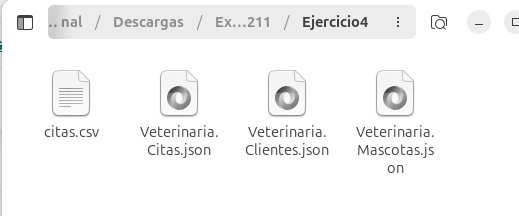 .. nal / Descargas / Ex...211 / Ejercicio4
citas.csv
Veterinaria.
Citas.json
Veterinaria.
Clientes.json
Veterinaria.
Mascotas.js
on